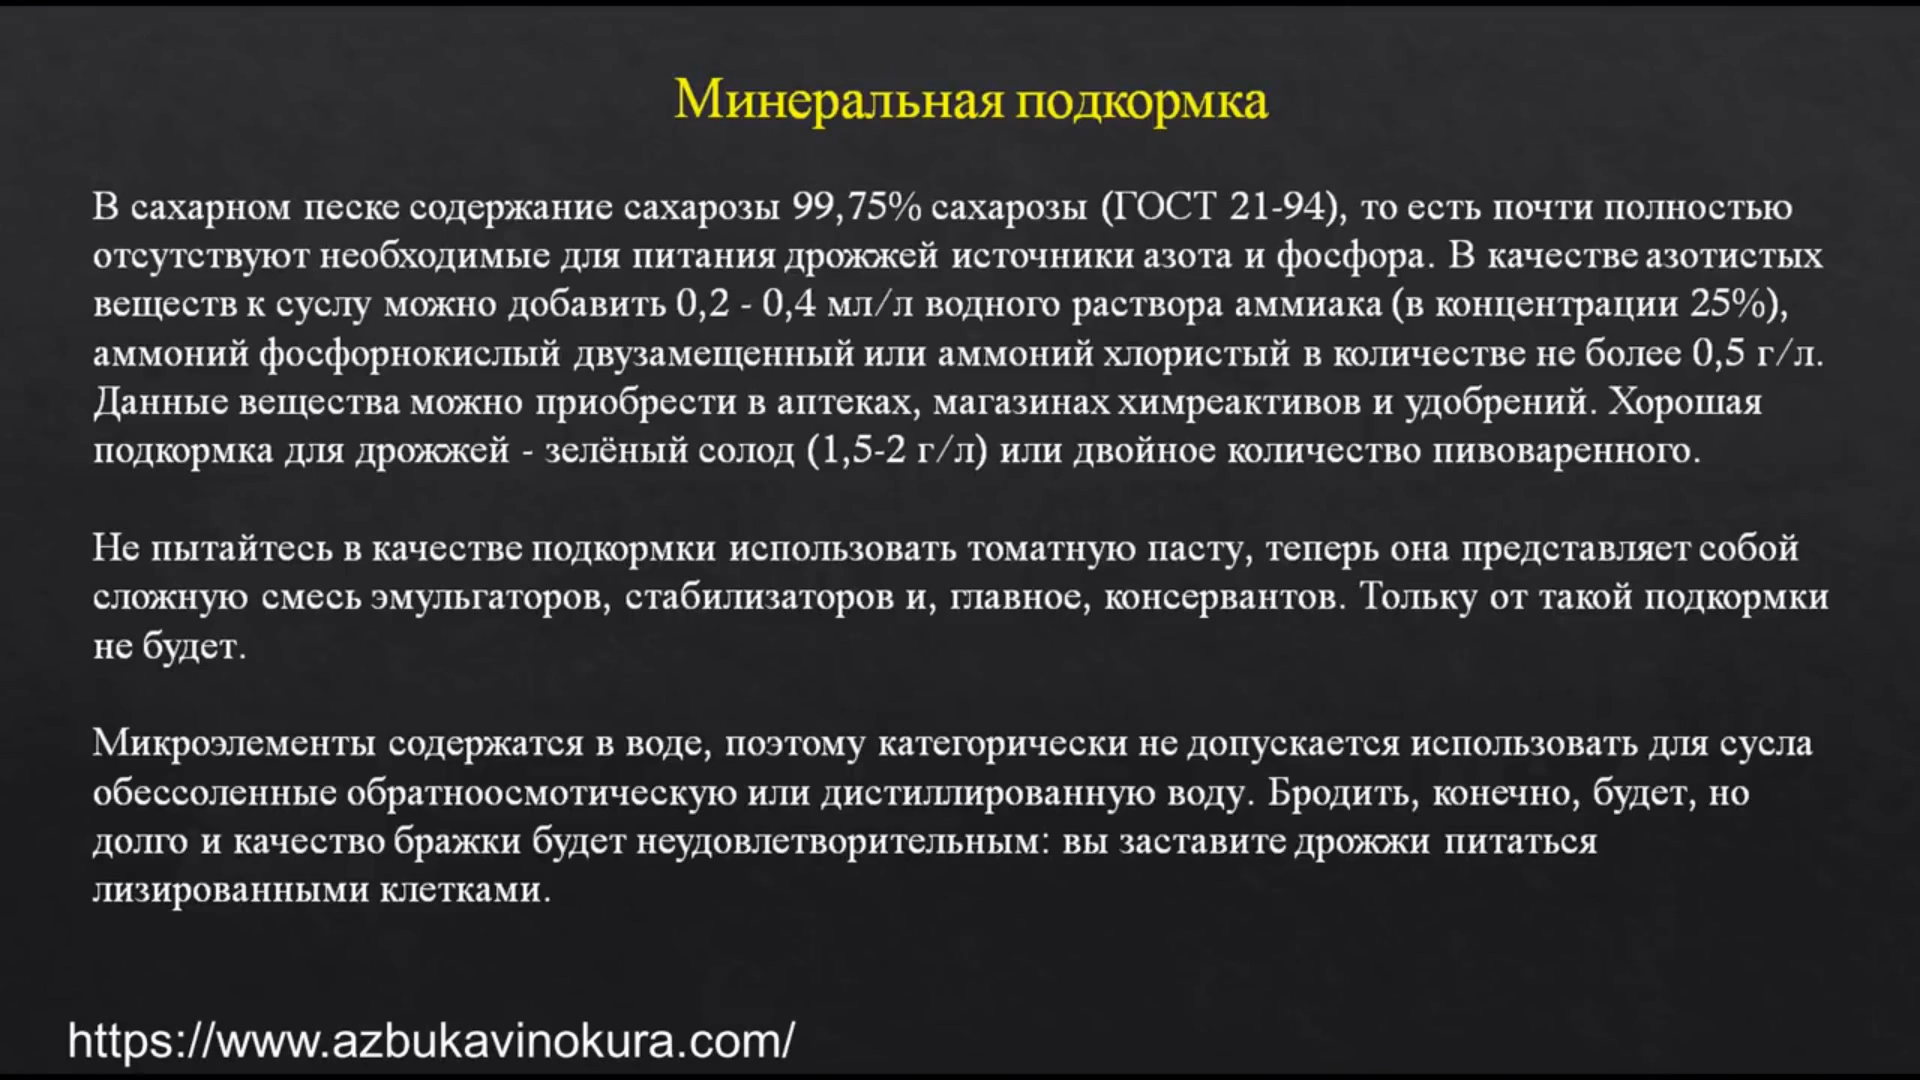 Минеральная подкормка
В сахарном песке содержание сахарозы 99,75% сахарозы (ГОСТ 21-94), то есть почти полностью
отсутствуют необходимые для питания дрожжей источники азота и фосфора. В качестве азотистых
веществ к суслу можно добавить 0,2 - 0,4 мл/л водного раствора аммиака (в концентрации 25%),
аммоний фосфорнокислый двузамещенный или аммоний хлористый в количестве не более 0,5 г/л.
Данные вещества можно приобрести в аптеках, магазинах химреактивов и удобрений. Хорошая
подкормка для дрожжей - зелёный солод (1,5-2 г/л) или двойное количество пивоваренного.
Не пытайтесь в качестве подкормки использовать томатную пасту, теперь она представляет собой
сложную смесь эмульгаторов, стабилизаторов и, главное, консервантов. Тольку от такой подкормки
не будет.
Микроэлементы содержатся в воде, поэтому категорически не допускается использовать для сусла
обессоленные обратноосмотическую или дистиллированную воду. Бродить, конечно, будет, но
долго и качество бражки будет неудовлетворительным: вы заставите дрожжи питаться
лизированными клетками.
https://www.azbukavinokura.com/